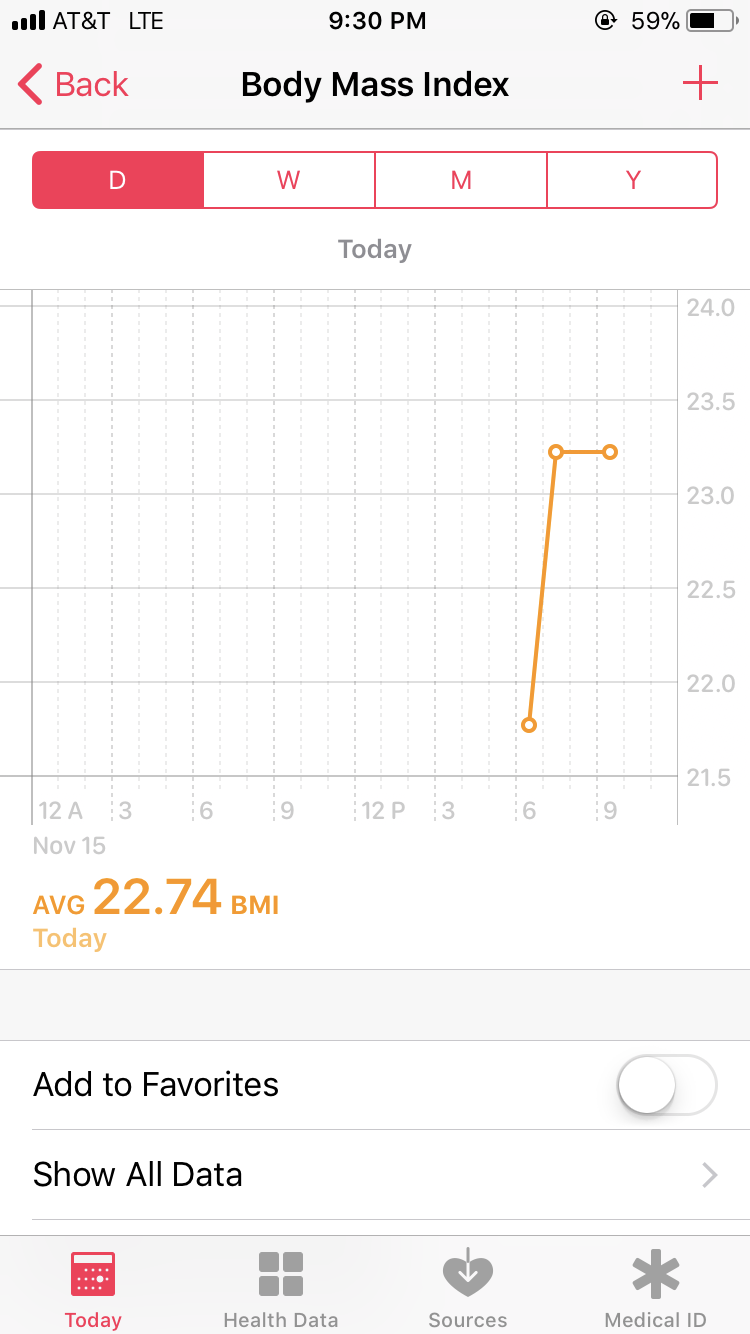 AT&T LTE 9:30 PM 59%
Back Body Mass Index
D W M Y
Today
24.0
23.5
23.0
22.5
22.0
21.5
12 A 3 6 9 12 P 3 6 9
Nov 15
AVG 22.74 BMI
Today
Add to Favorites
Show All Data
Today Health Data Sources Medical ID